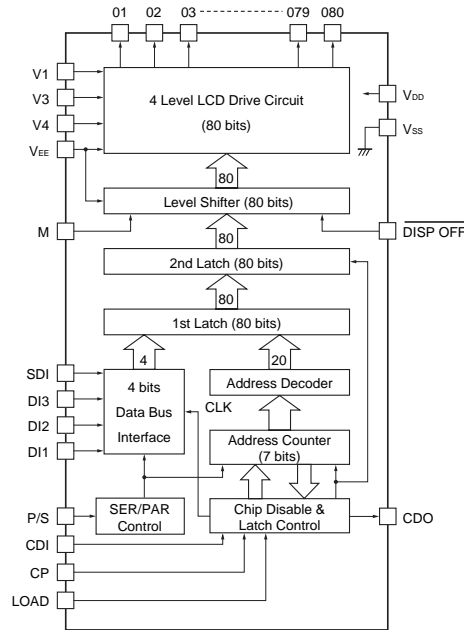 01 02 03 079 080
V1
V3
V4
VEE
4 Level LCD Drive Circuit
(80 bits)
VDD
VSS
80
Level Shifter (80 bits)
M
DISP OFF
80
2nd Latch (80 bits)
80
1st Latch (80 bits)
4
20
SDI
DI3
DI2
DI1
4 bits
Data Bus
Interface
CLK
Address Decoder
Address Counter
(7 bits)
P/S
SER/PAR
Control
Chip Disable &
Latch Control
CDO
CDI
CP
LOAD